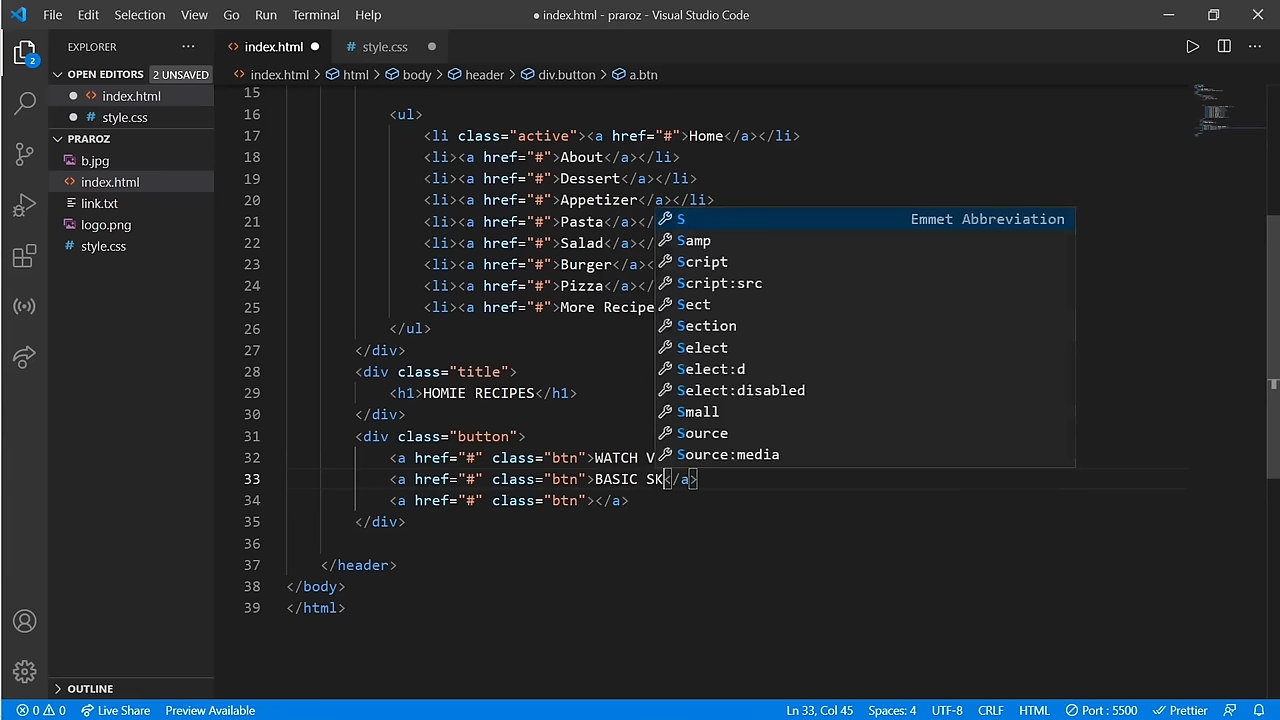 File Edit Selection View Go Run Terminal Help
● index.html - praroz - Visual Studio Code
2
EXPLORER ...
OPEN EDITORS 2 UNSAVED
● <> index.html
● # style.css
PRAROZ
b.jpg
<> index.html
link.txt
logo.png
# style.css
OUTLINE
<> index.html ●
# style.css ●
<> index.html > html > body > header > div.button > a.btn
15
16 <ul>
17 <li class="active"><a href="#">Home</a></li>
18 <li><a href="#">About</a></li>
19 <li><a href="#">Dessert</a></li>
20 <li><a href="#">Appetizer</a></li>
21 <li><a href="#">Pasta</a></
22 <li><a href="#">Salad</a></
23 <li><a href="#">Burger</a><
24 <li><a href="#">Pizza</a></
25 <li><a href="#">More Recipe
26 </ul>
27 </div>
28 <div class="title">
29 <h1>HOMIE RECIPES</h1>
30 </div>
31 <div class="button">
32 <a href="#" class="btn">WATCH V
33 <a href="#" class="btn">BASIC SK</a>
34 <a href="#" class="btn"></a>
35 </div>
36
37 </header>
38 </body>
39 </html>
S Emmet Abbreviation
Samp
Script
Script:src
Sect
Section
Select
Select:d
Select:disabled
Small
Source
Source:media
0 0 Live Share Preview Available
Ln 33, Col 45 Spaces: 4 UTF-8 CRLF HTML Port : 5500 Prettier